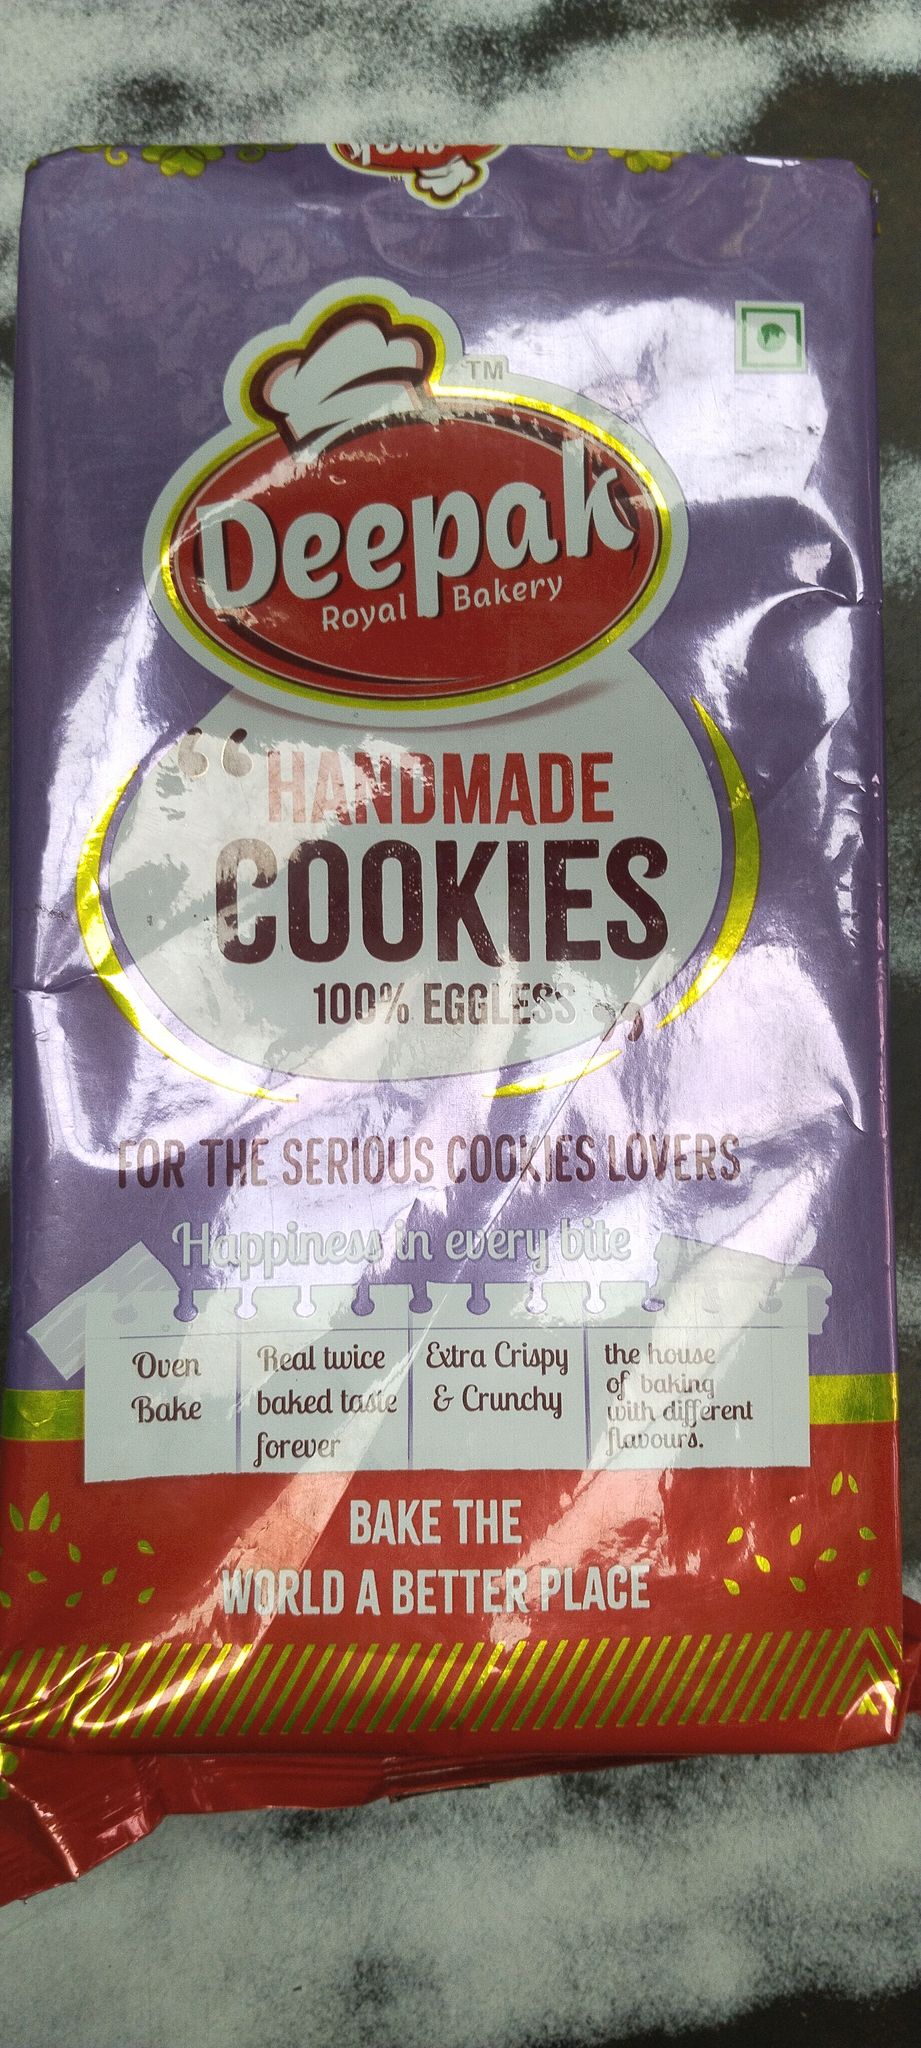 TM
Deepak
Royal Bakery
“HANDMADE
COOKIES
100% EGGLESS”
FOR THE SERIOUS COOKIES LOVERS
Happiness in every bite
Oven
Bake
Real twice
baked taste
forever
Extra Crispy
& Crunchy
the house
of baking
with different
flavours.
BAKE THE
WORLD A BETTER PLACE